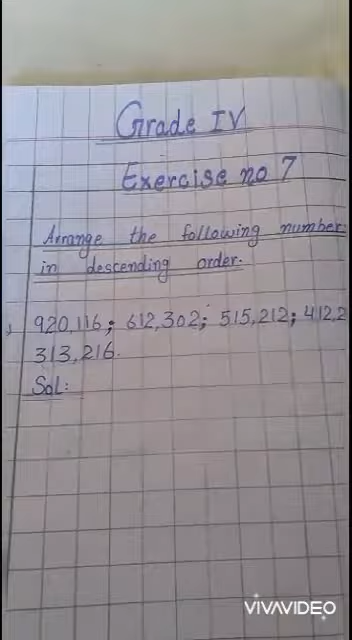 Grade IV
Exercise no 7
Arrange the following number
in descending order.
920,116; 612,302; 515,212; 412,2
313,216.
Sol:
VIVAVIDEO